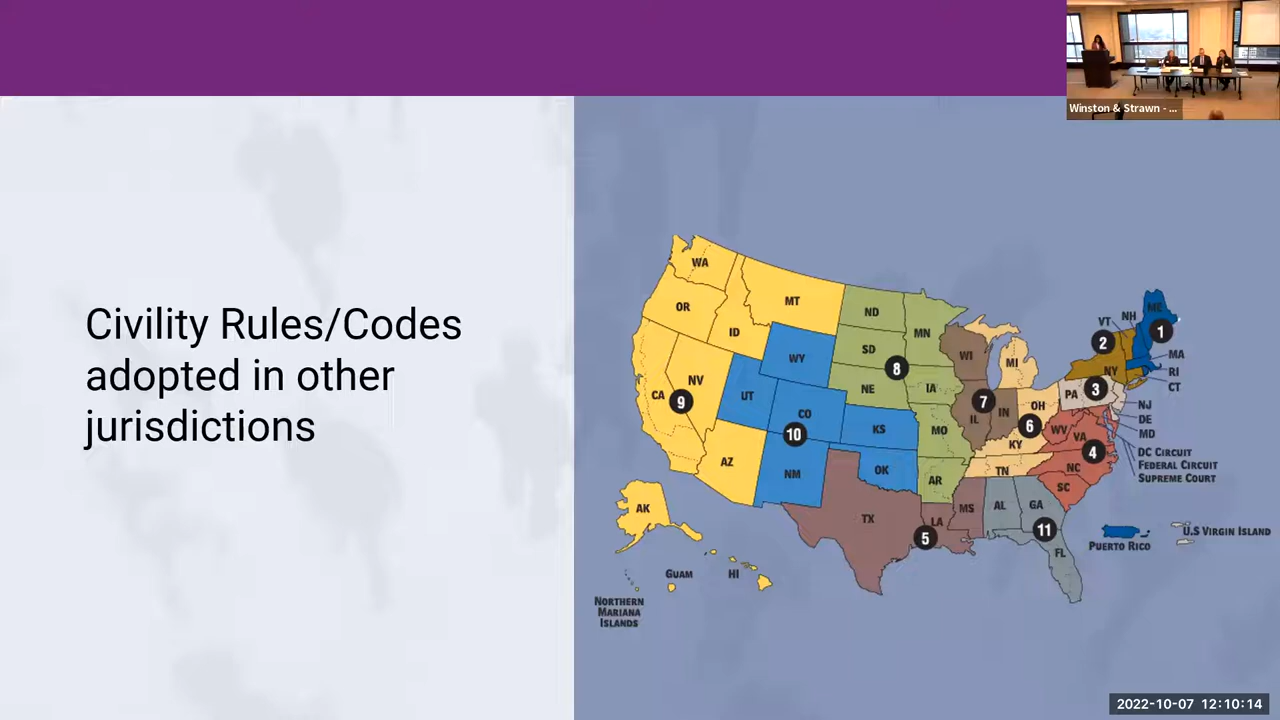 Winston & Strawn - ...
Civility Rules/Codes
adopted in other
jurisdictions
WA
OR
ID
MT
ND
MN
SD
WY
NE
IA
WI
MI
VT
NH
ME
1
2
MA
RI
CT
NY
3
PA
NJ
DE
MD
DC CIRCUIT
FEDERAL CIRCUIT
SUPREME COURT
CA
NV
9
UT
CO
10
KS
8
MO
7
IL
IN
OH
6
KY
WV
VA
4
AZ
NM
OK
AR
TN
NC
SC
TX
LA
5
MS
AL
GA
11
FL
AK
GUAM
HI
NORTHERN
MARIANA
ISLANDS
PUERTO RICO
U.S VIRGIN ISLAND
2022-10-07 12:10:14